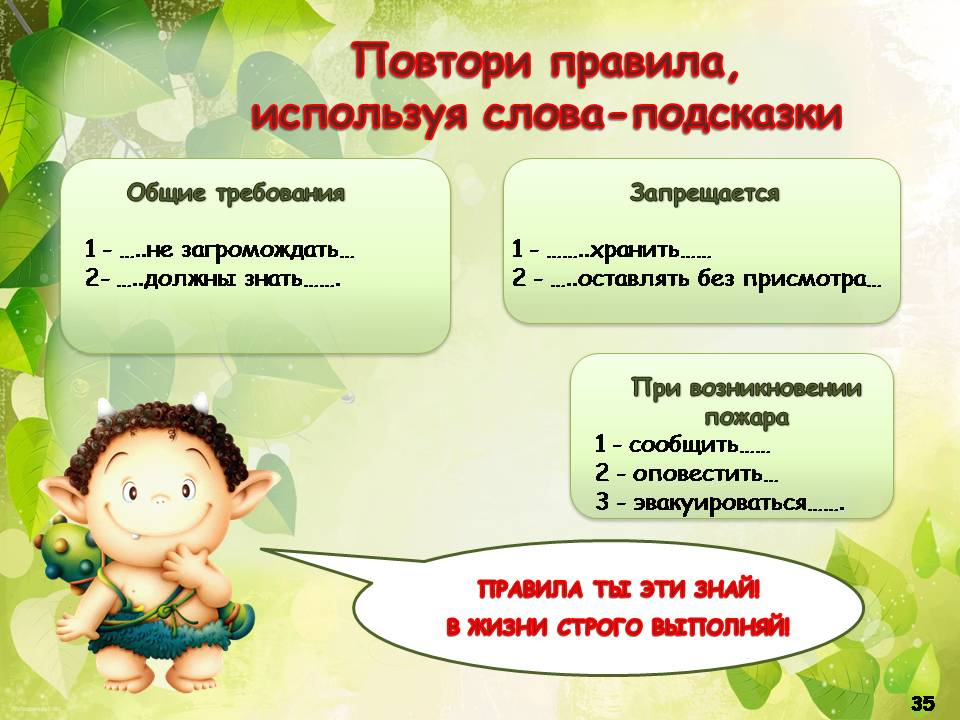 Повтори правила,
используя слова-подсказки
Общие требования
1 - …..не загромождать…
2- …..должны знать…….
Запрещается
1 - ……..хранить……
2 - …..оставлять без присмотра…
При возникновении
пожара
1 - сообщить……
2 - оповестить…
3 - эвакуироваться…….
ПРАВИЛА ТЫ ЭТИ ЗНАЙ!
В ЖИЗНИ СТРОГО ВЫПОЛНЯЙ!
35